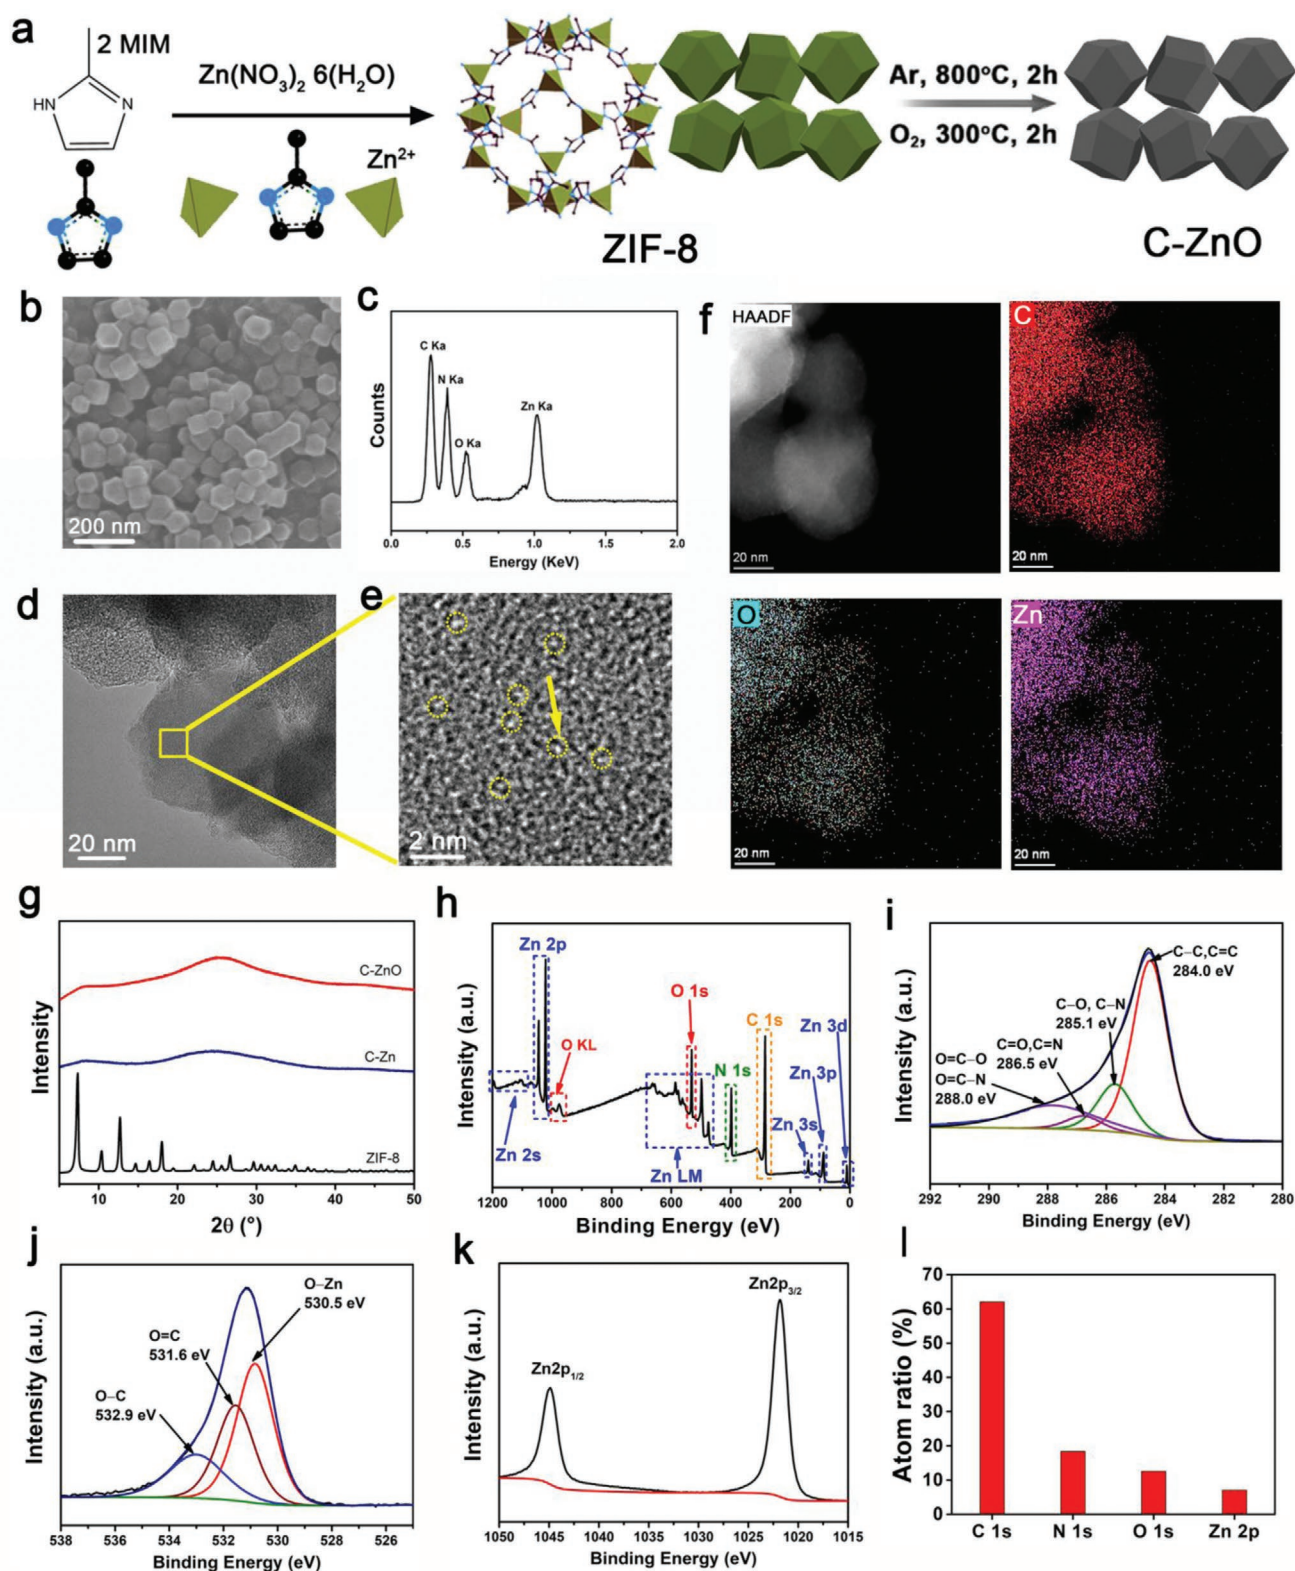 a
2 MIM
HN
N
Zn(NO₃)₂ 6(H₂O)
Zn²⁺
ZIF-8
Ar, 800°C, 2h
O₂, 300°C, 2h
C-ZnO
b
200 nm
c
Counts
C Ka
N Ka
O Ka
Zn Ka
0.0 0.5 1.0 1.5 2.0
Energy (KeV)
d
20 nm
e
2 nm
f
HAADF
20 nm
C
20 nm
O
20 nm
Zn
20 nm
g
Intensity
C-ZnO
C-Zn
ZIF-8
10 20 30 40 50
2θ (°)
h
Intensity (a.u.)
Zn 2p
O KL
Zn 2s
O 1s
Zn LM
N 1s
C 1s
Zn 3s
Zn 3p
Zn 3d
1200 1000 800 600 400 200 0
Binding Energy (eV)
i
Intensity (a.u.)
C–C,C=C
284.0 eV
C–O, C–N
285.1 eV
C=O,C=N
286.5 eV
O=C–O
O=C–N
288.0 eV
292 290 288 286 284 282 280
Binding Energy (eV)
j
Intensity (a.u.)
O–Zn
530.5 eV
O=C
531.6 eV
O–C
532.9 eV
538 536 534 532 530 528 526
Binding Energy (eV)
k
Intensity (a.u.)
Zn2p₁/₂
Zn2p₃/₂
1050 1045 1040 1035 1030 1025 1020 1015
Binding Energy (eV)
l
Atom ratio (%)
70
60
50
40
30
20
10
0
C 1s N 1s O 1s Zn 2p